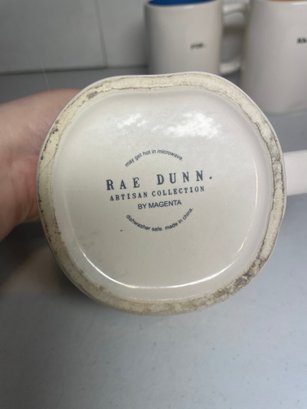 may get hot in microwave.
RAE DUNN.
ARTISAN COLLECTION
BY MAGENTA
dishwasher safe. made in china.